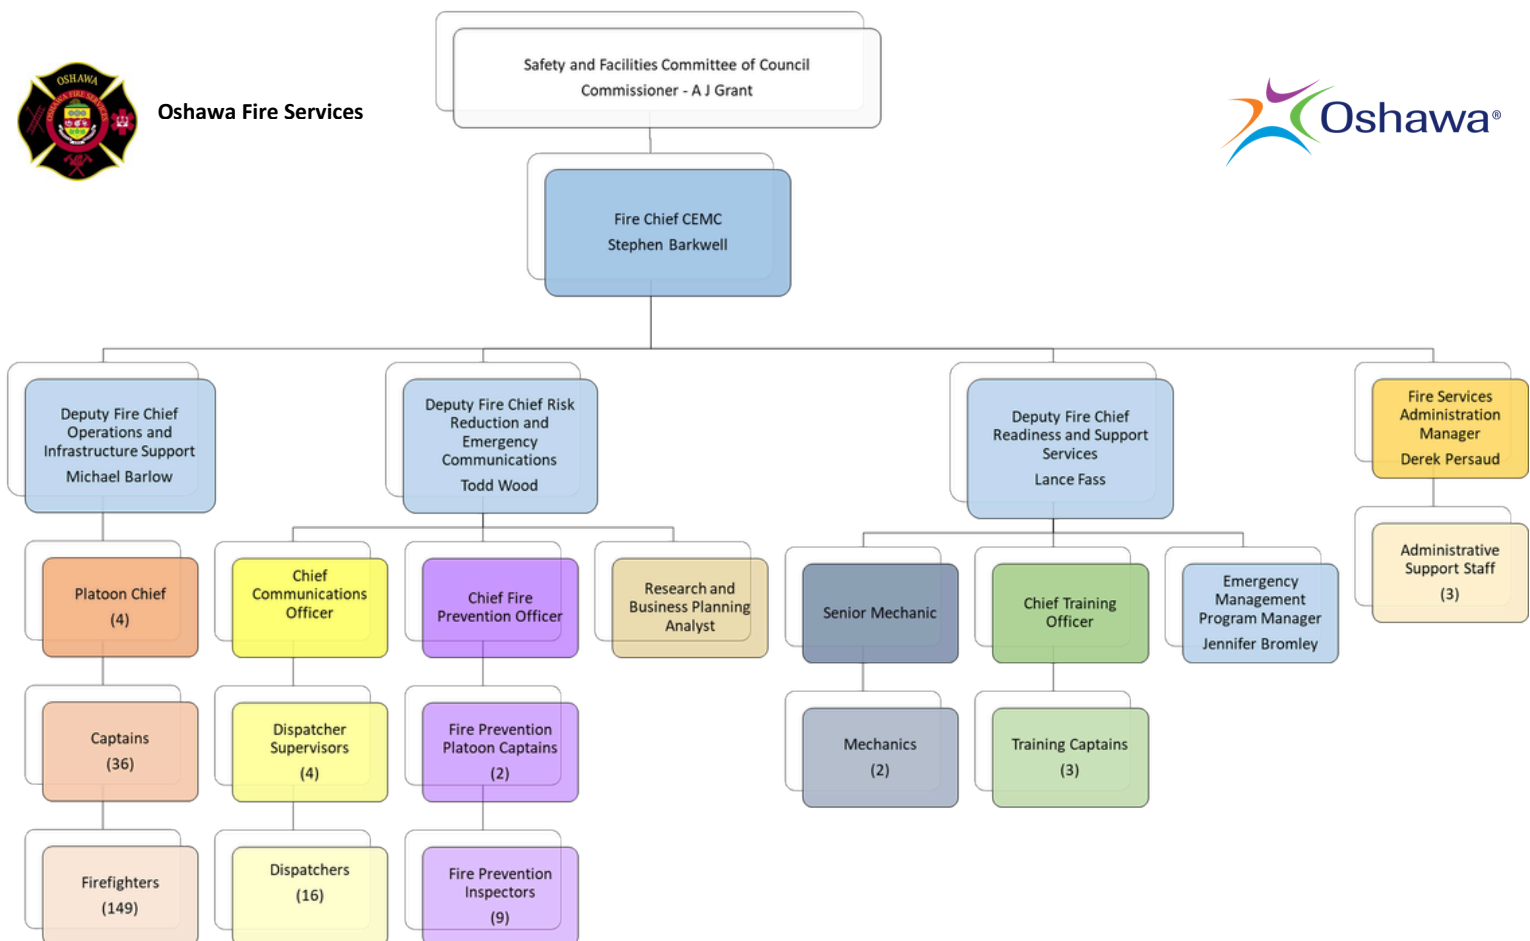 Safety and Facilities Committee of Council
Commissioner - A J Grant
OSHAWA
OSHAWA FIRE SERVICES
Oshawa Fire Services
Oshawa®
Fire Chief CEMC
Stephen Barkwell
Deputy Fire Chief
Operations and
Infrastructure Support
Michael Barlow
Deputy Fire Chief Risk
Reduction and
Emergency
Communications
Todd Wood
Deputy Fire Chief
Readiness and Support
Services
Lance Fass
Fire Services
Administration
Manager
Derek Persaud
Platoon Chief
(4)
Chief
Communications
Officer
Chief Fire
Prevention Officer
Research and
Business Planning
Analyst
Senior Mechanic
Chief Training
Officer
Emergency
Management
Program Manager
Jennifer Bromley
Administrative
Support Staff
(3)
Captains
(36)
Dispatcher
Supervisors
(4)
Fire Prevention
Platoon Captains
(2)
Mechanics
(2)
Training Captains
(3)
Firefighters
(149)
Dispatchers
(16)
Fire Prevention
Inspectors
(9)